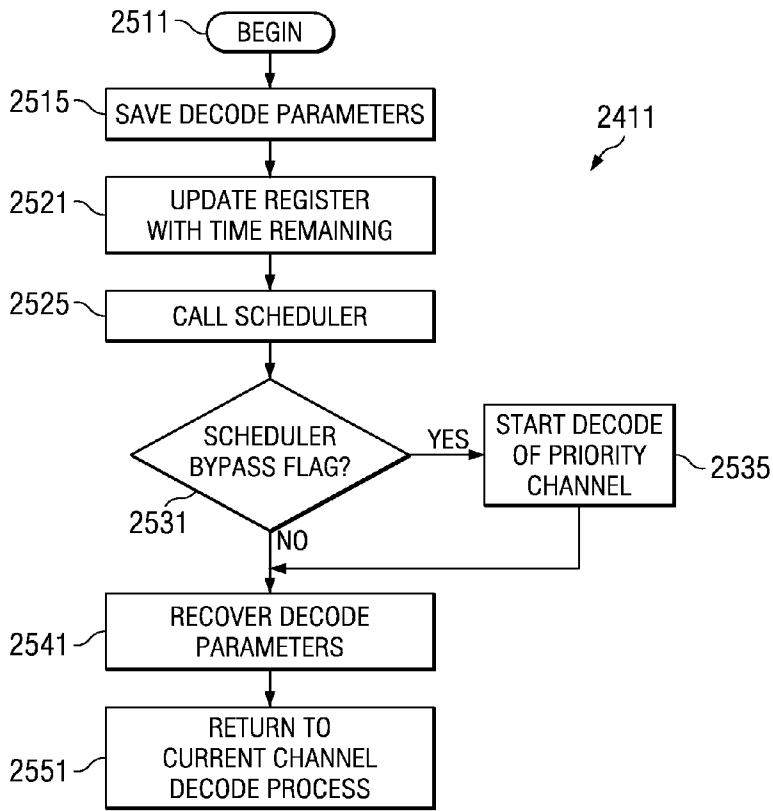 2511
BEGIN
2515
SAVE DECODE PARAMETERS
2411
2521
UPDATE REGISTER
WITH TIME REMAINING
2525
CALL SCHEDULER
SCHEDULER
BYPASS FLAG?
2531
YES
START DECODE
OF PRIORITY
CHANNEL
2535
NO
2541
RECOVER DECODE
PARAMETERS
2551
RETURN TO
CURRENT CHANNEL
DECODE PROCESS